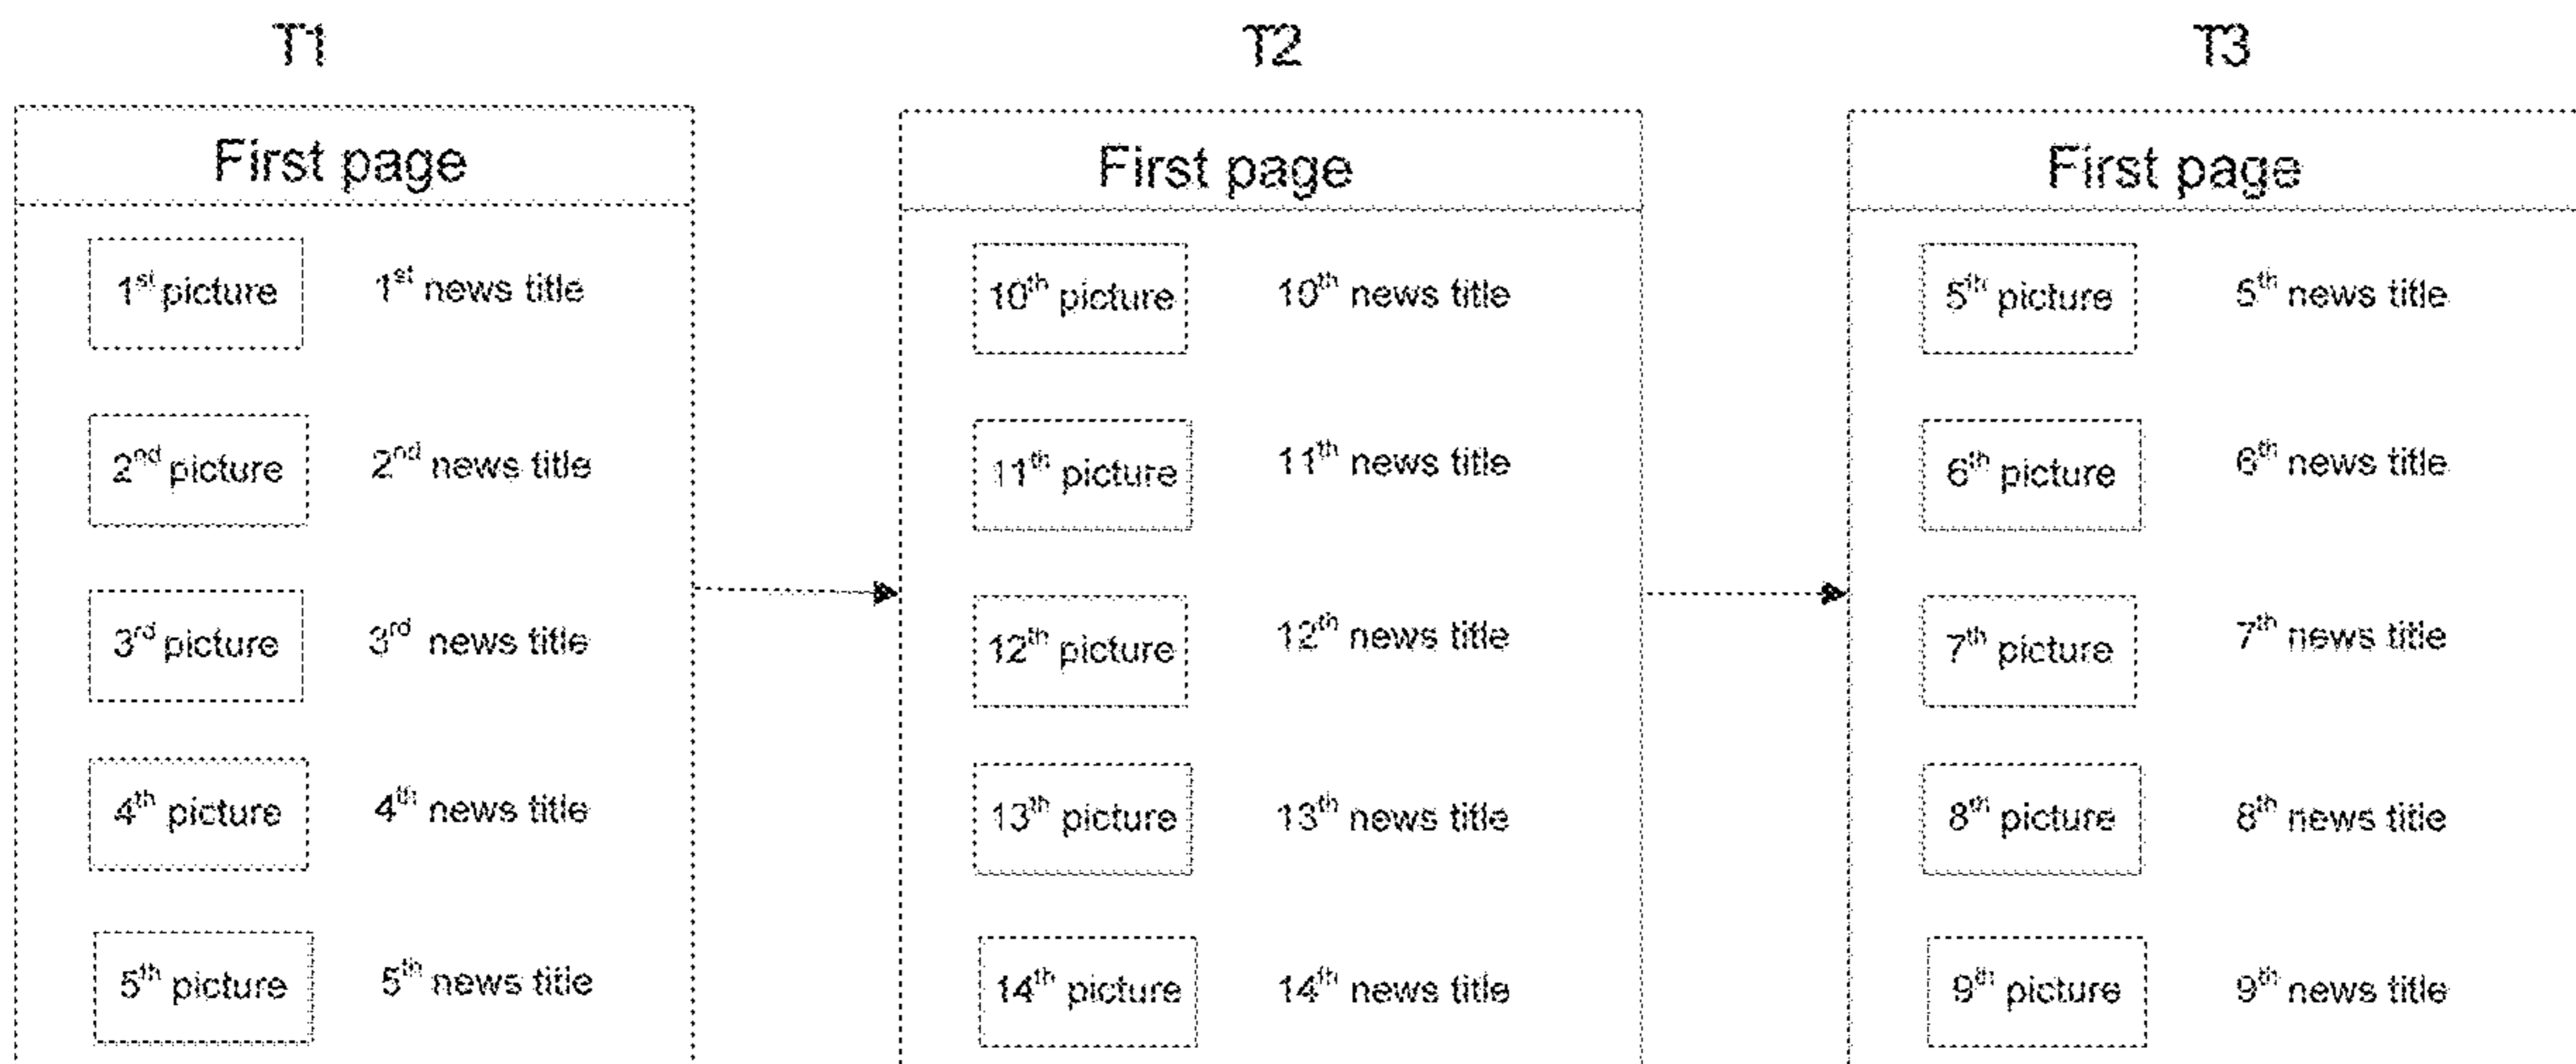 T1
First page
1st picture 1st news title
2nd picture 2nd news title
3rd picture 3rd news title
4th picture 4th news title
5th picture 5th news title
T2
First page
10th picture 10th news title
11th picture 11th news title
12th picture 12th news title
13th picture 13th news title
14th picture 14th news title
T3
First page
5th picture 5th news title
6th picture 6th news title
7th picture 7th news title
8th picture 8th news title
9th picture 9th news title